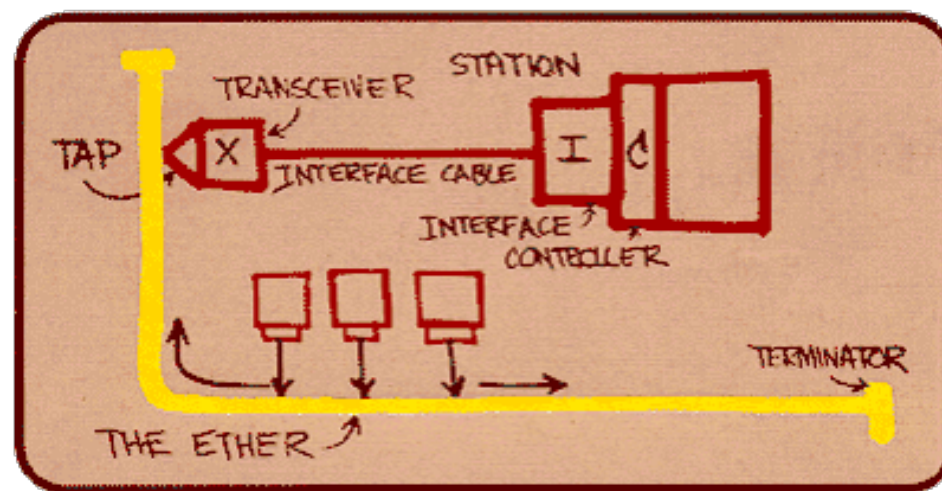 STATION
TRANSCEIVER
TAP
X
I
C
INTERFACE CABLE
INTERFACE
CONTROLLER
TERMINATOR
THE ETHER